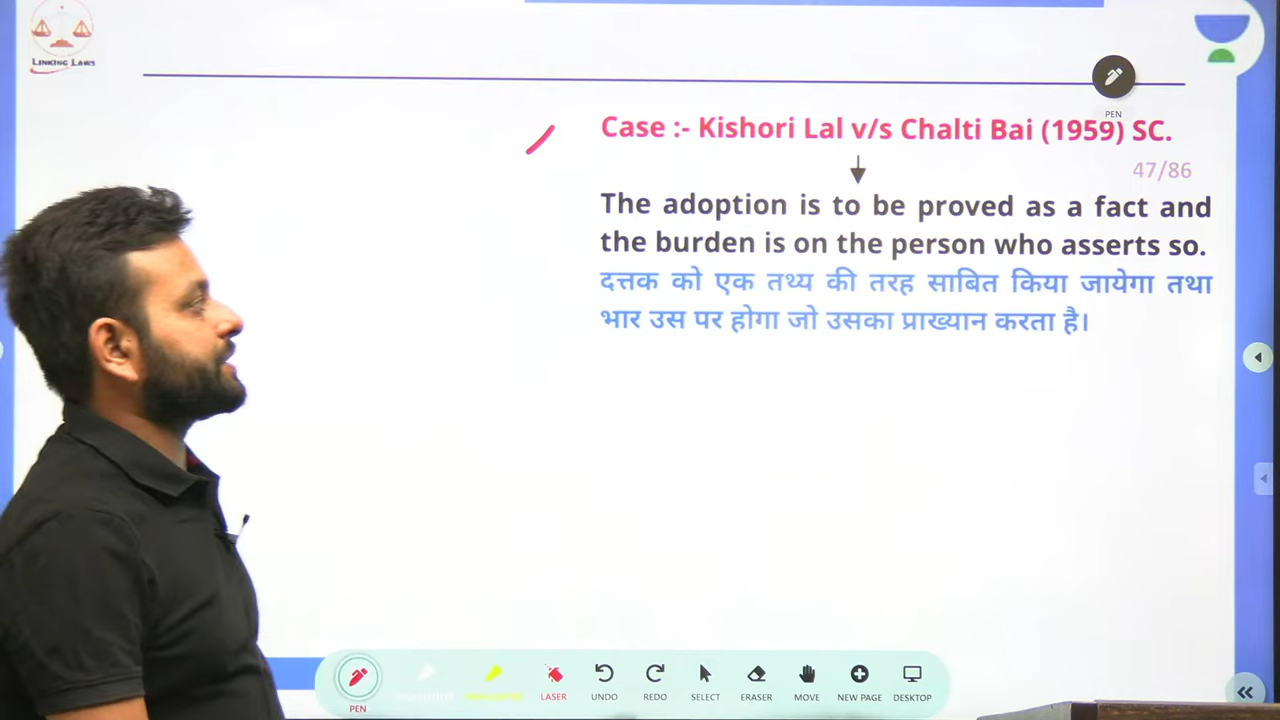 LINKING LAWS
PEN
Case :- Kishori Lal v/s Chalti Bai (1959) SC.
47/86
The adoption is to be proved as a fact and
the burden is on the person who asserts so.
दत्तक को एक तथ्य की तरह साबित किया जायेगा तथा
भार उस पर होगा जो उसका प्राख्यान करता है।
PEN
LASER
UNDO
REDO
SELECT
ERASER
MOVE
NEW PAGE
DESKTOP